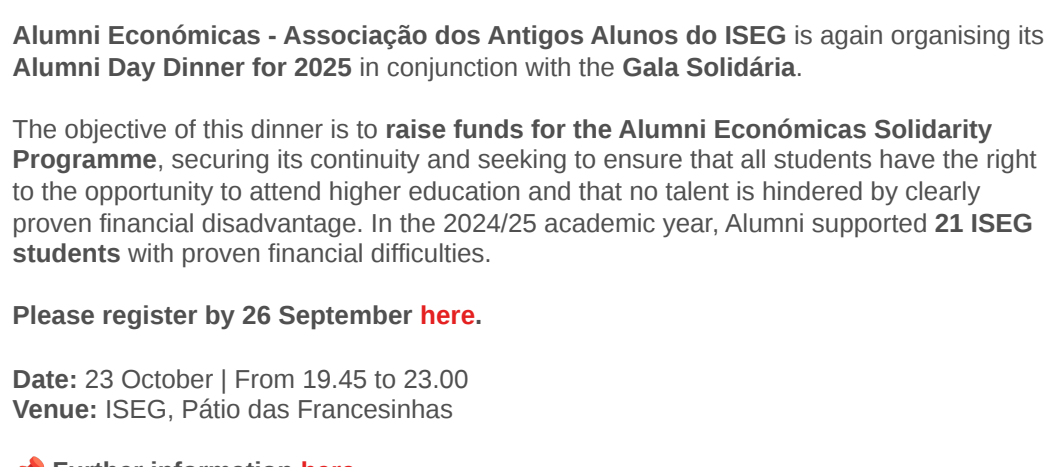 Alumni Económicas - Associação dos Antigos Alunos do ISEG is again organising its
Alumni Day Dinner for 2025 in conjunction with the Gala Solidária.
The objective of this dinner is to raise funds for the Alumni Económicas Solidarity
Programme, securing its continuity and seeking to ensure that all students have the right
to the opportunity to attend higher education and that no talent is hindered by clearly
proven financial disadvantage. In the 2024/25 academic year, Alumni supported 21 ISEG
students with proven financial difficulties.
Please register by 26 September here.
Date: 23 October | From 19.45 to 23.00
Venue: ISEG, Pátio das Francesinhas
📌 Further information here